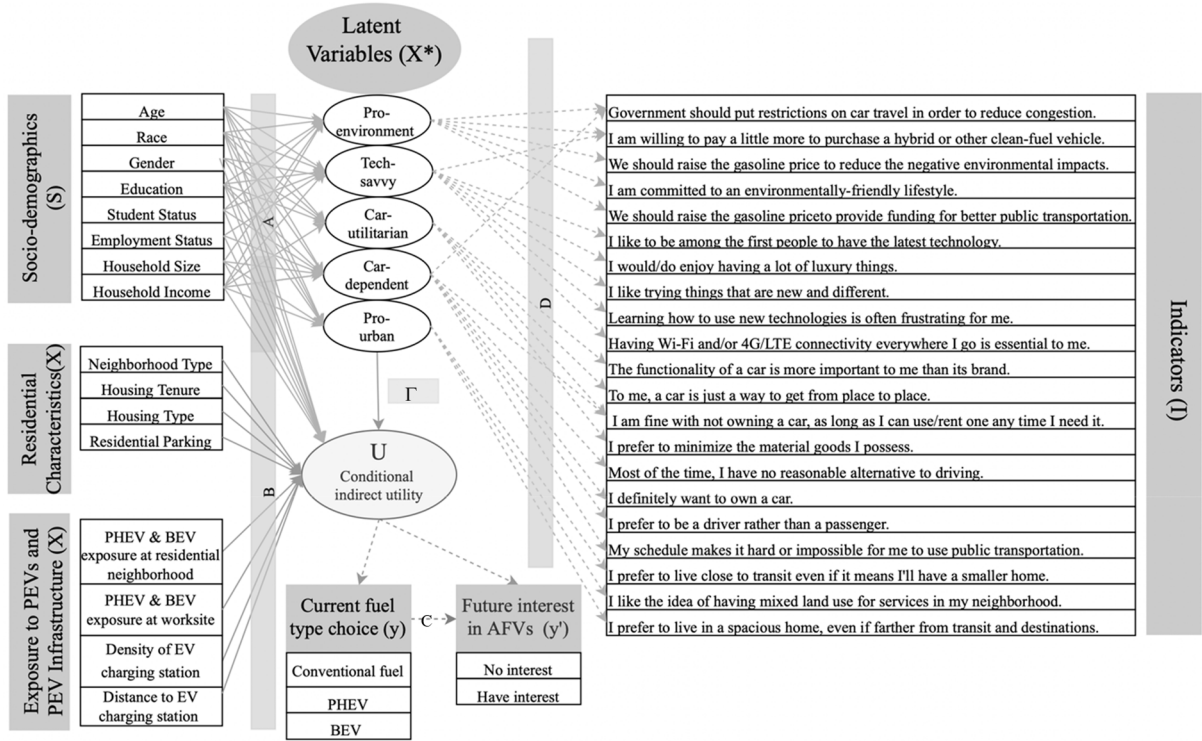 Latent
Variables (X*)
Socio-demographics
(S)
Age
Race
Gender
Education
Student Status
Employment Status
Household Size
Household Income
A
Pro-
environment
Tech-
savvy
Car-
utilitarian
Car-
dependent
Pro-
urban
Γ
D
Government should put restrictions on car travel in order to reduce congestion.
I am willing to pay a little more to purchase a hybrid or other clean-fuel vehicle.
We should raise the gasoline price to reduce the negative environmental impacts.
I am committed to an environmentally-friendly lifestyle.
We should raise the gasoline priceto provide funding for better public transportation.
I like to be among the first people to have the latest technology.
I would/do enjoy having a lot of luxury things.
I like trying things that are new and different.
Learning how to use new technologies is often frustrating for me.
Having Wi-Fi and/or 4G/LTE connectivity everywhere I go is essential to me.
The functionality of a car is more important to me than its brand.
To me, a car is just a way to get from place to place.
I am fine with not owning a car, as long as I can use/rent one any time I need it.
I prefer to minimize the material goods I possess.
Most of the time, I have no reasonable alternative to driving.
I definitely want to own a car.
I prefer to be a driver rather than a passenger.
My schedule makes it hard or impossible for me to use public transportation.
I prefer to live close to transit even if it means I'll have a smaller home.
I like the idea of having mixed land use for services in my neighborhood.
I prefer to live in a spacious home, even if farther from transit and destinations.
Indicators (I)
Residential
Characteristics(X)
Neighborhood Type
Housing Tenure
Housing Type
Residential Parking
B
U
Conditional
indirect utility
Exposure to PEVs and
PEV Infrastructure (X)
PHEV & BEV
exposure at residential
neighborhood
PHEV & BEV
exposure at worksite
Density of EV
charging station
Distance to EV
charging station
Current fuel
type choice (y)
C
Future interest
in AFVs (y')
Conventional fuel
PHEV
BEV
No interest
Have interest